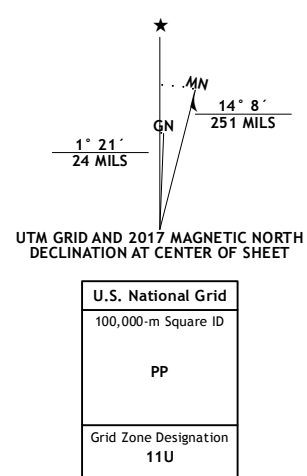 ★
MN
GN
14° 8´
251 MILS
1° 21´
24 MILS
UTM GRID AND 2017 MAGNETIC NORTH
DECLINATION AT CENTER OF SHEET
U.S. National Grid
100,000-m Square ID
PP
Grid Zone Designation
11U